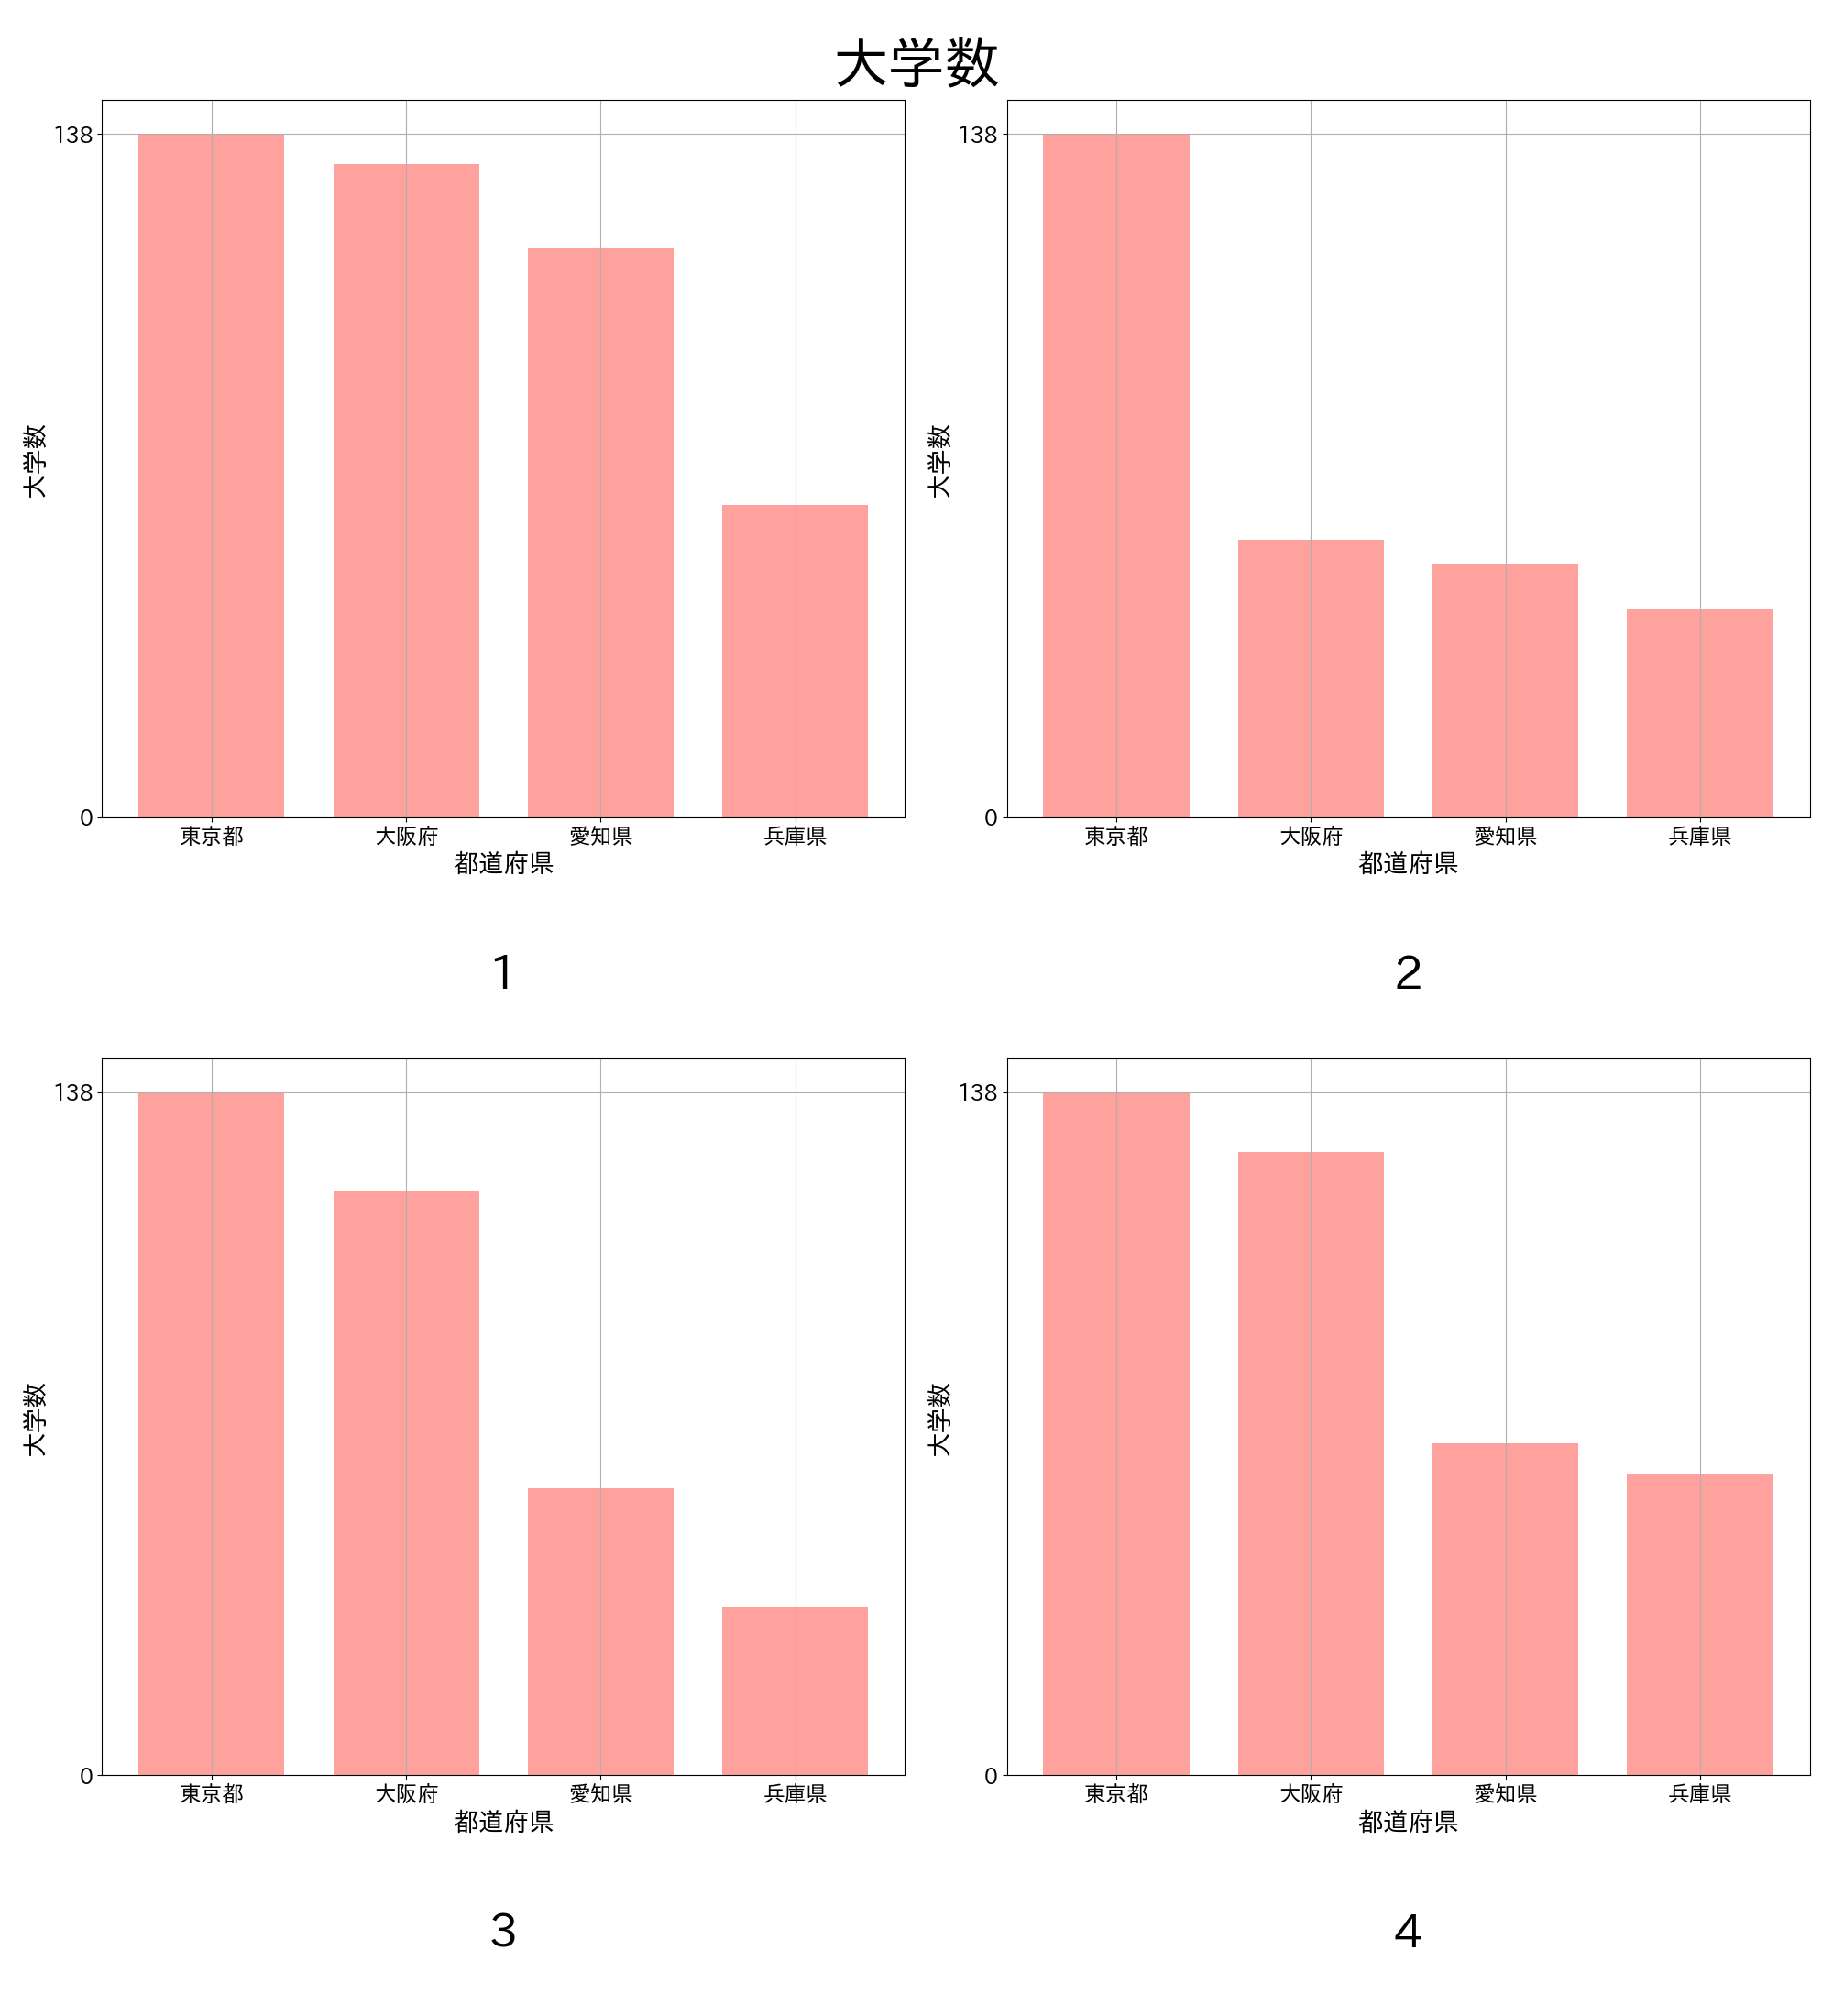 大学数
138
0
大学数
東京都 大阪府 愛知県 兵庫県
都道府県
1
138
0
大学数
東京都 大阪府 愛知県 兵庫県
都道府県
2
138
0
大学数
東京都 大阪府 愛知県 兵庫県
都道府県
3
138
0
大学数
東京都 大阪府 愛知県 兵庫県
都道府県
4